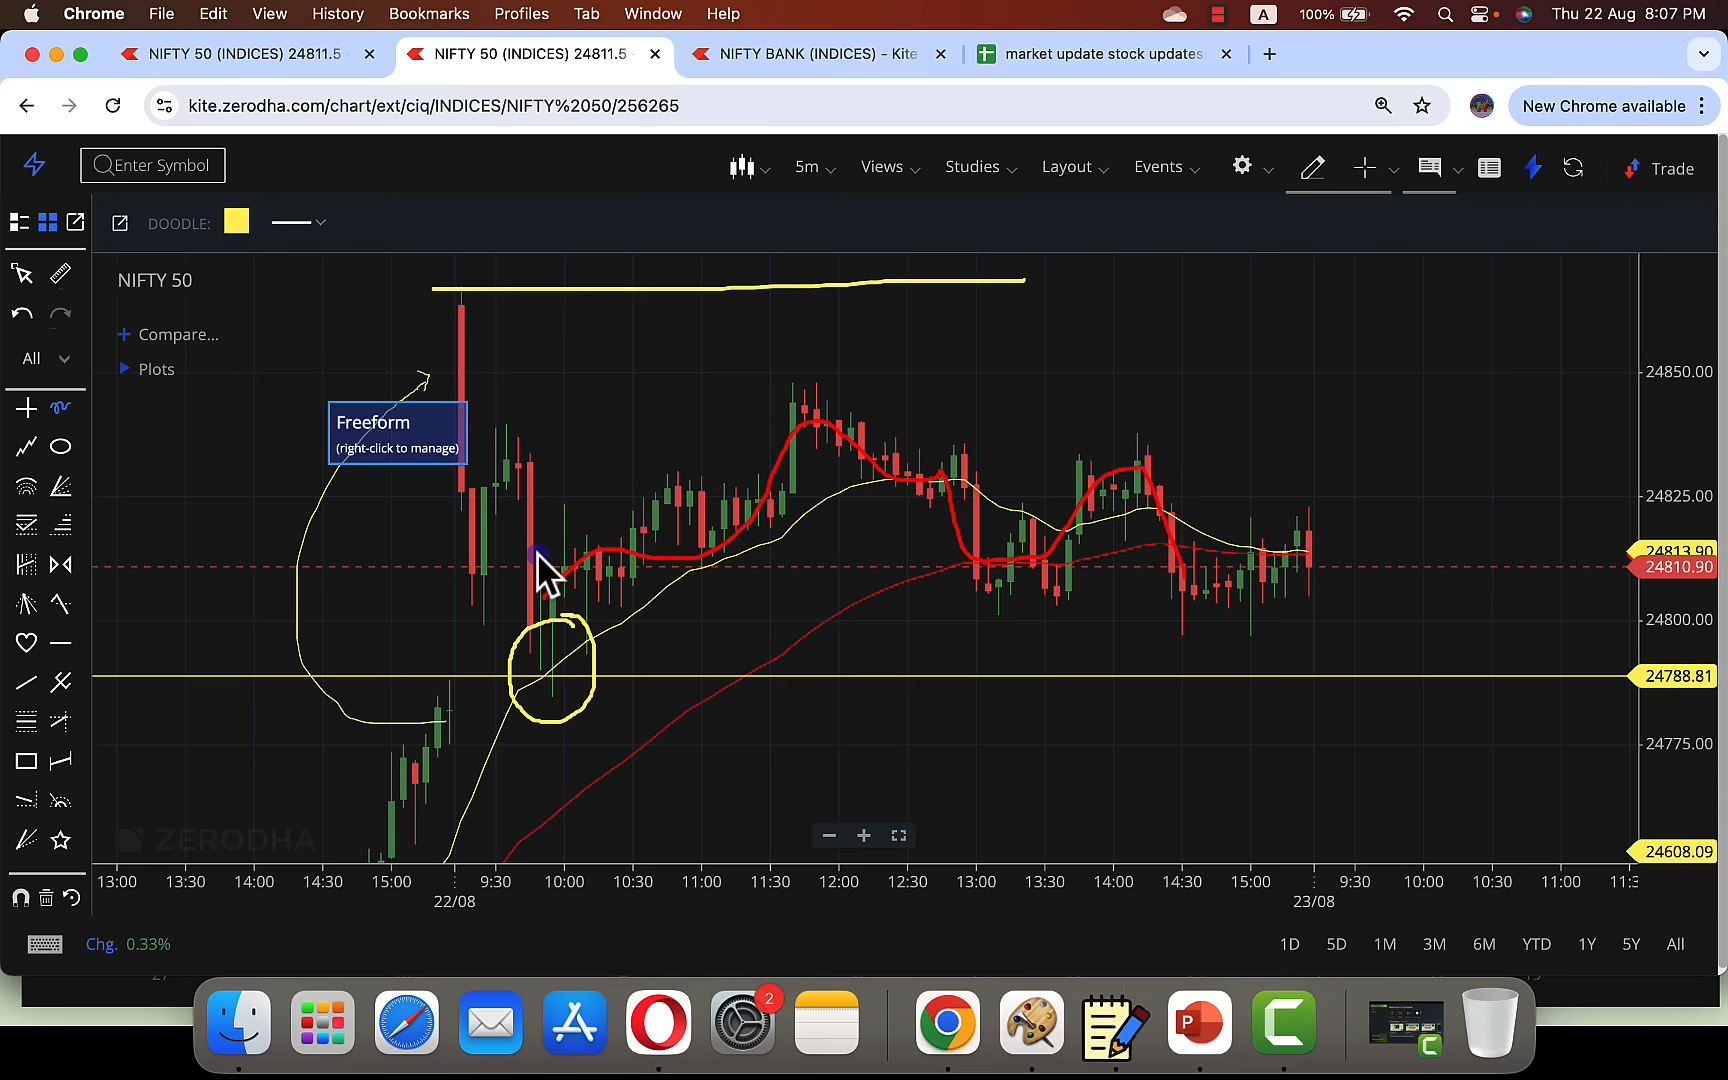 Chrome File Edit View History Bookmarks Profiles Tab Window Help A 100% Thu 22 Aug 8:07 PM
NIFTY 50 (INDICES) 24811.5 NIFTY 50 (INDICES) 24811.5 NIFTY BANK (INDICES) - Kite market update stock updates
kite.zerodha.com/chart/ext/ciq/INDICES/NIFTY%2050/256265 New Chrome available
Enter Symbol 5m Views Studies Layout Events Trade
DOODLE:
NIFTY 50
Compare...
Plots
All
Freeform
(right-click to manage)
24850.00
24825.00
24813.90
24810.90
24800.00
24788.81
24775.00
24608.09
ZERODHA
13:00 13:30 14:00 14:30 15:00 9:30 10:00 10:30 11:00 11:30 12:00 12:30 13:00 13:30 14:00 14:30 15:00 9:30 10:00 10:30 11:00
22/08 23/08
Chg. 0.33% 1D 5D 1M 3M 6M YTD 1Y 5Y All
2
P
C